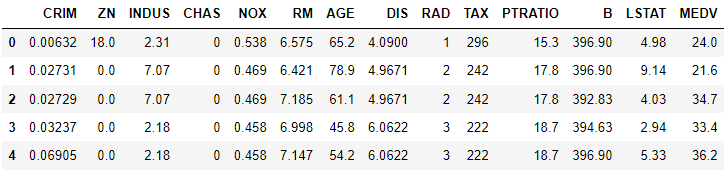 CRIM ZN INDUS CHAS NOX RM AGE DIS RAD TAX PTRATIO B LSTAT MEDV
0 0.00632 18.0 2.31 0 0.538 6.575 65.2 4.0900 1 296 15.3 396.90 4.98 24.0
1 0.02731 0.0 7.07 0 0.469 6.421 78.9 4.9671 2 242 17.8 396.90 9.14 21.6
2 0.02729 0.0 7.07 0 0.469 7.185 61.1 4.9671 2 242 17.8 392.83 4.03 34.7
3 0.03237 0.0 2.18 0 0.458 6.998 45.8 6.0622 3 222 18.7 394.63 2.94 33.4
4 0.06905 0.0 2.18 0 0.458 7.147 54.2 6.0622 3 222 18.7 396.90 5.33 36.2